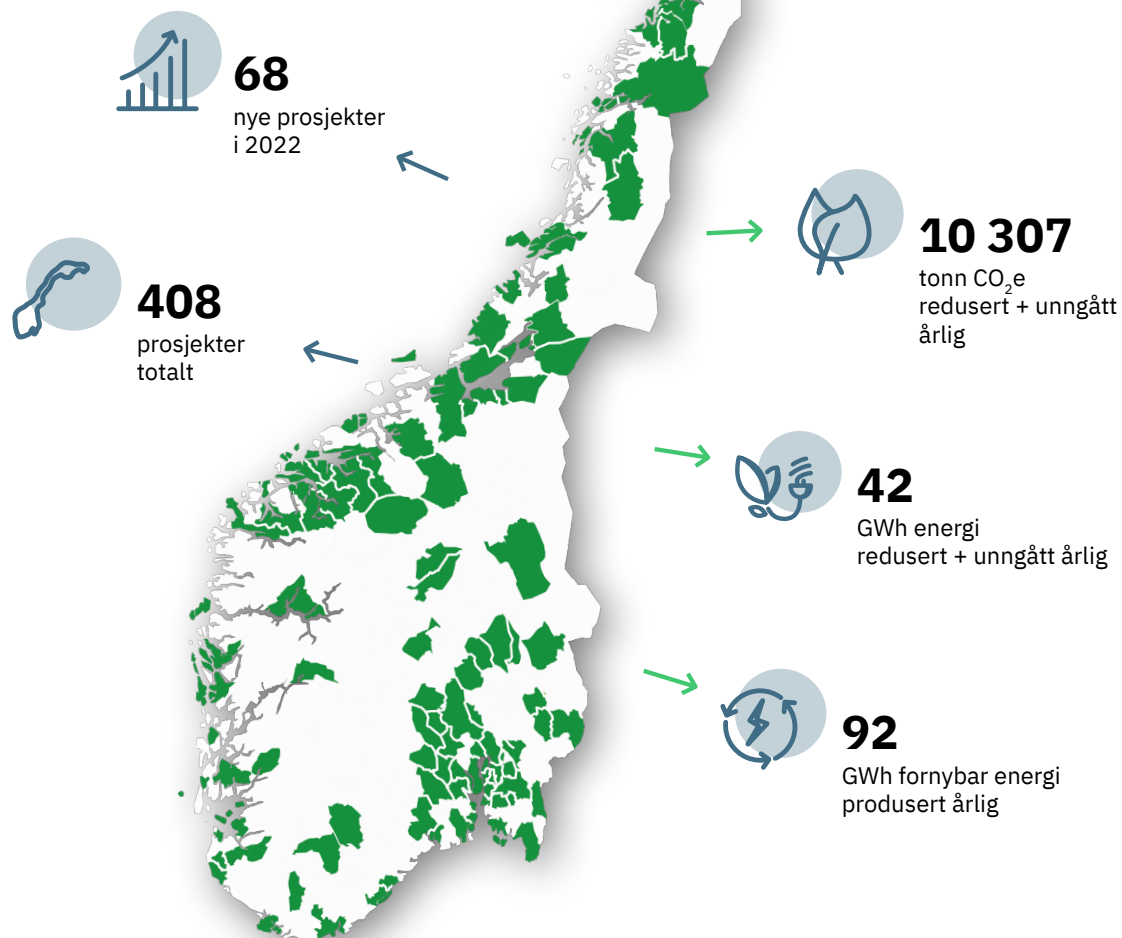 68
nye prosjekter
i 2022
408
prosjekter
totalt
10 307
tonn CO₂e
redusert + unngått
årlig
42
GWh energi
redusert + unngått årlig
92
GWh fornybar energi
produsert årlig